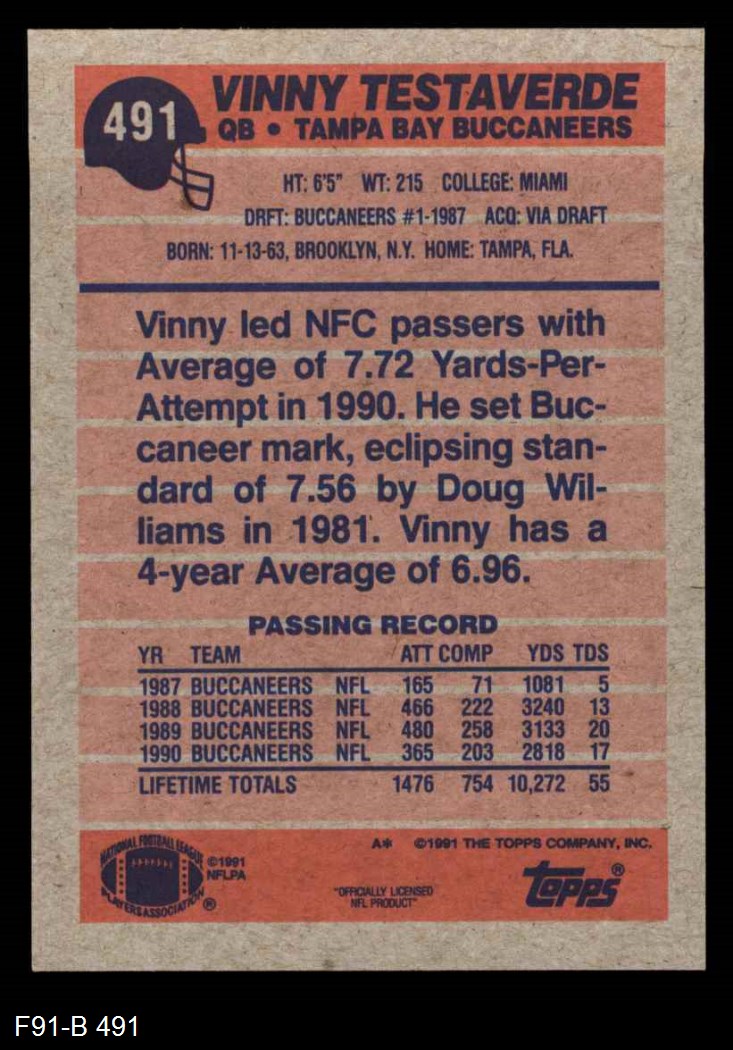 491
VINNY TESTAVERDE
QB • TAMPA BAY BUCCANEERS
HT: 6'5" WT: 215 COLLEGE: MIAMI
DRFT: BUCCANEERS #1-1987 ACQ: VIA DRAFT
BORN: 11-13-63, BROOKLYN, N.Y. HOME: TAMPA, FLA.
Vinny led NFC passers with
Average of 7.72 Yards-Per-
Attempt in 1990. He set Buc-
caneer mark, eclipsing stan-
dard of 7.56 by Doug Wil-
liams in 1981. Vinny has a
4-year Average of 6.96.
PASSING RECORD
YR TEAM ATT COMP YDS TDS
1987 BUCCANEERS NFL 165 71 1081 5
1988 BUCCANEERS NFL 466 222 3240 13
1989 BUCCANEERS NFL 480 258 3133 20
1990 BUCCANEERS NFL 365 203 2818 17
LIFETIME TOTALS 1476 754 10,272 55
A* ©1991 THE TOPPS COMPANY, INC.
NATIONAL FOOTBALL LEAGUE
PLAYERS ASSOCIATION ®
©1991
NFLPA
"OFFICIALLY LICENSED
NFL PRODUCT"
topps®
F91-B 491